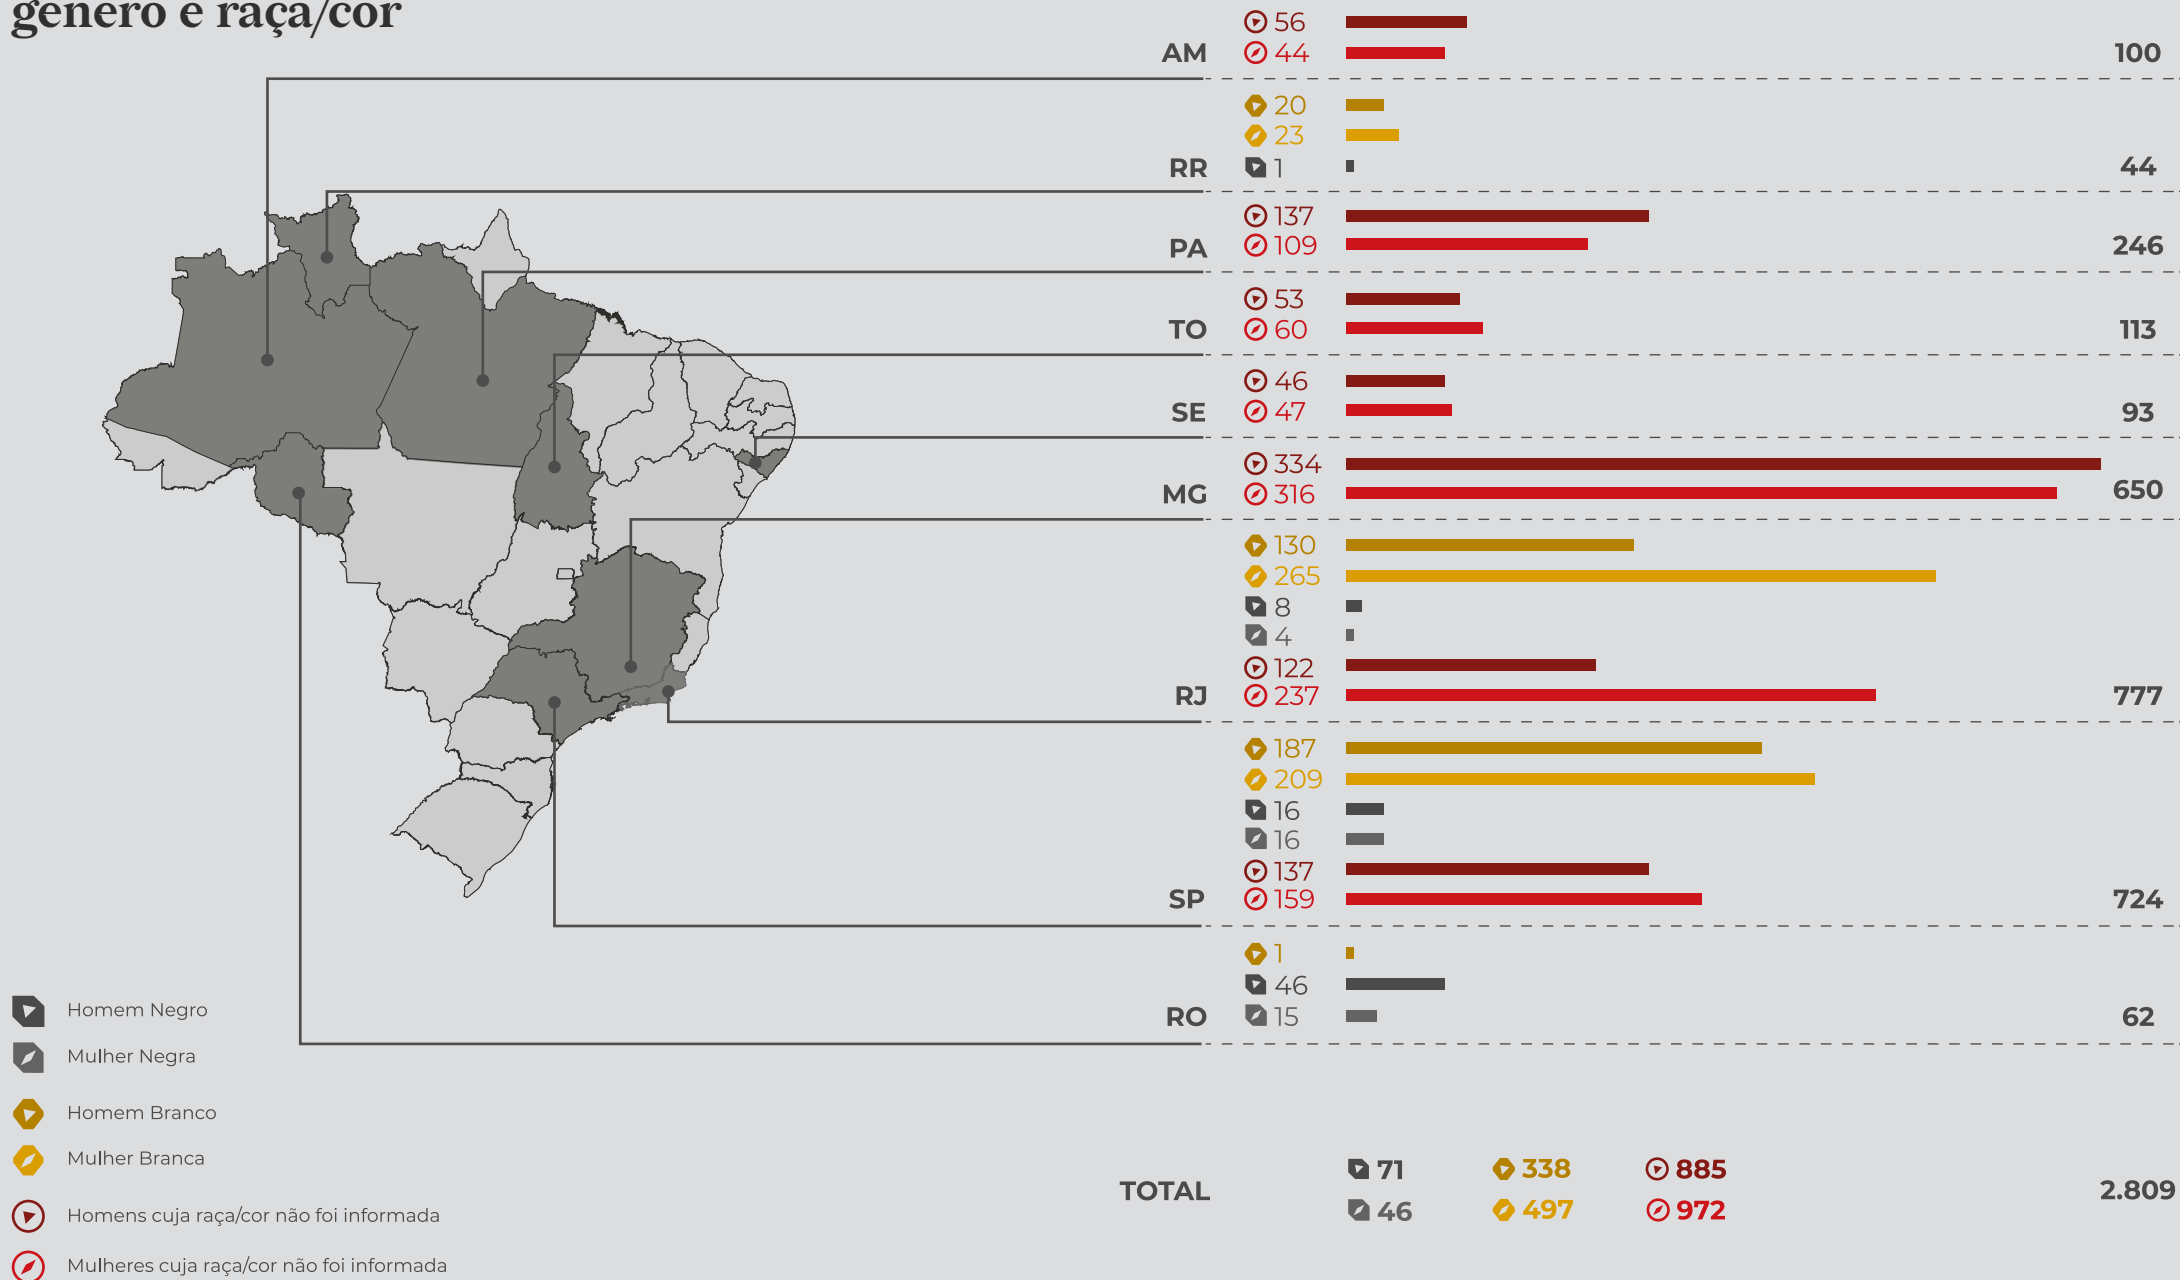 gênero e raça/cor
56
AM 44 100
20
23
RR 1 44
137
PA 109 246
53
TO 60 113
46
SE 47 93
334
MG 316 650
130
265
8
4
122
RJ 237 777
187
209
16
16
137
SP 159 724
1
46
RO 15 62
Homem Negro
Mulher Negra
Homem Branco
Mulher Branca
Homens cuja raça/cor não foi informada
Mulheres cuja raça/cor não foi informada
71 338 885
TOTAL 2.809
46 497 972